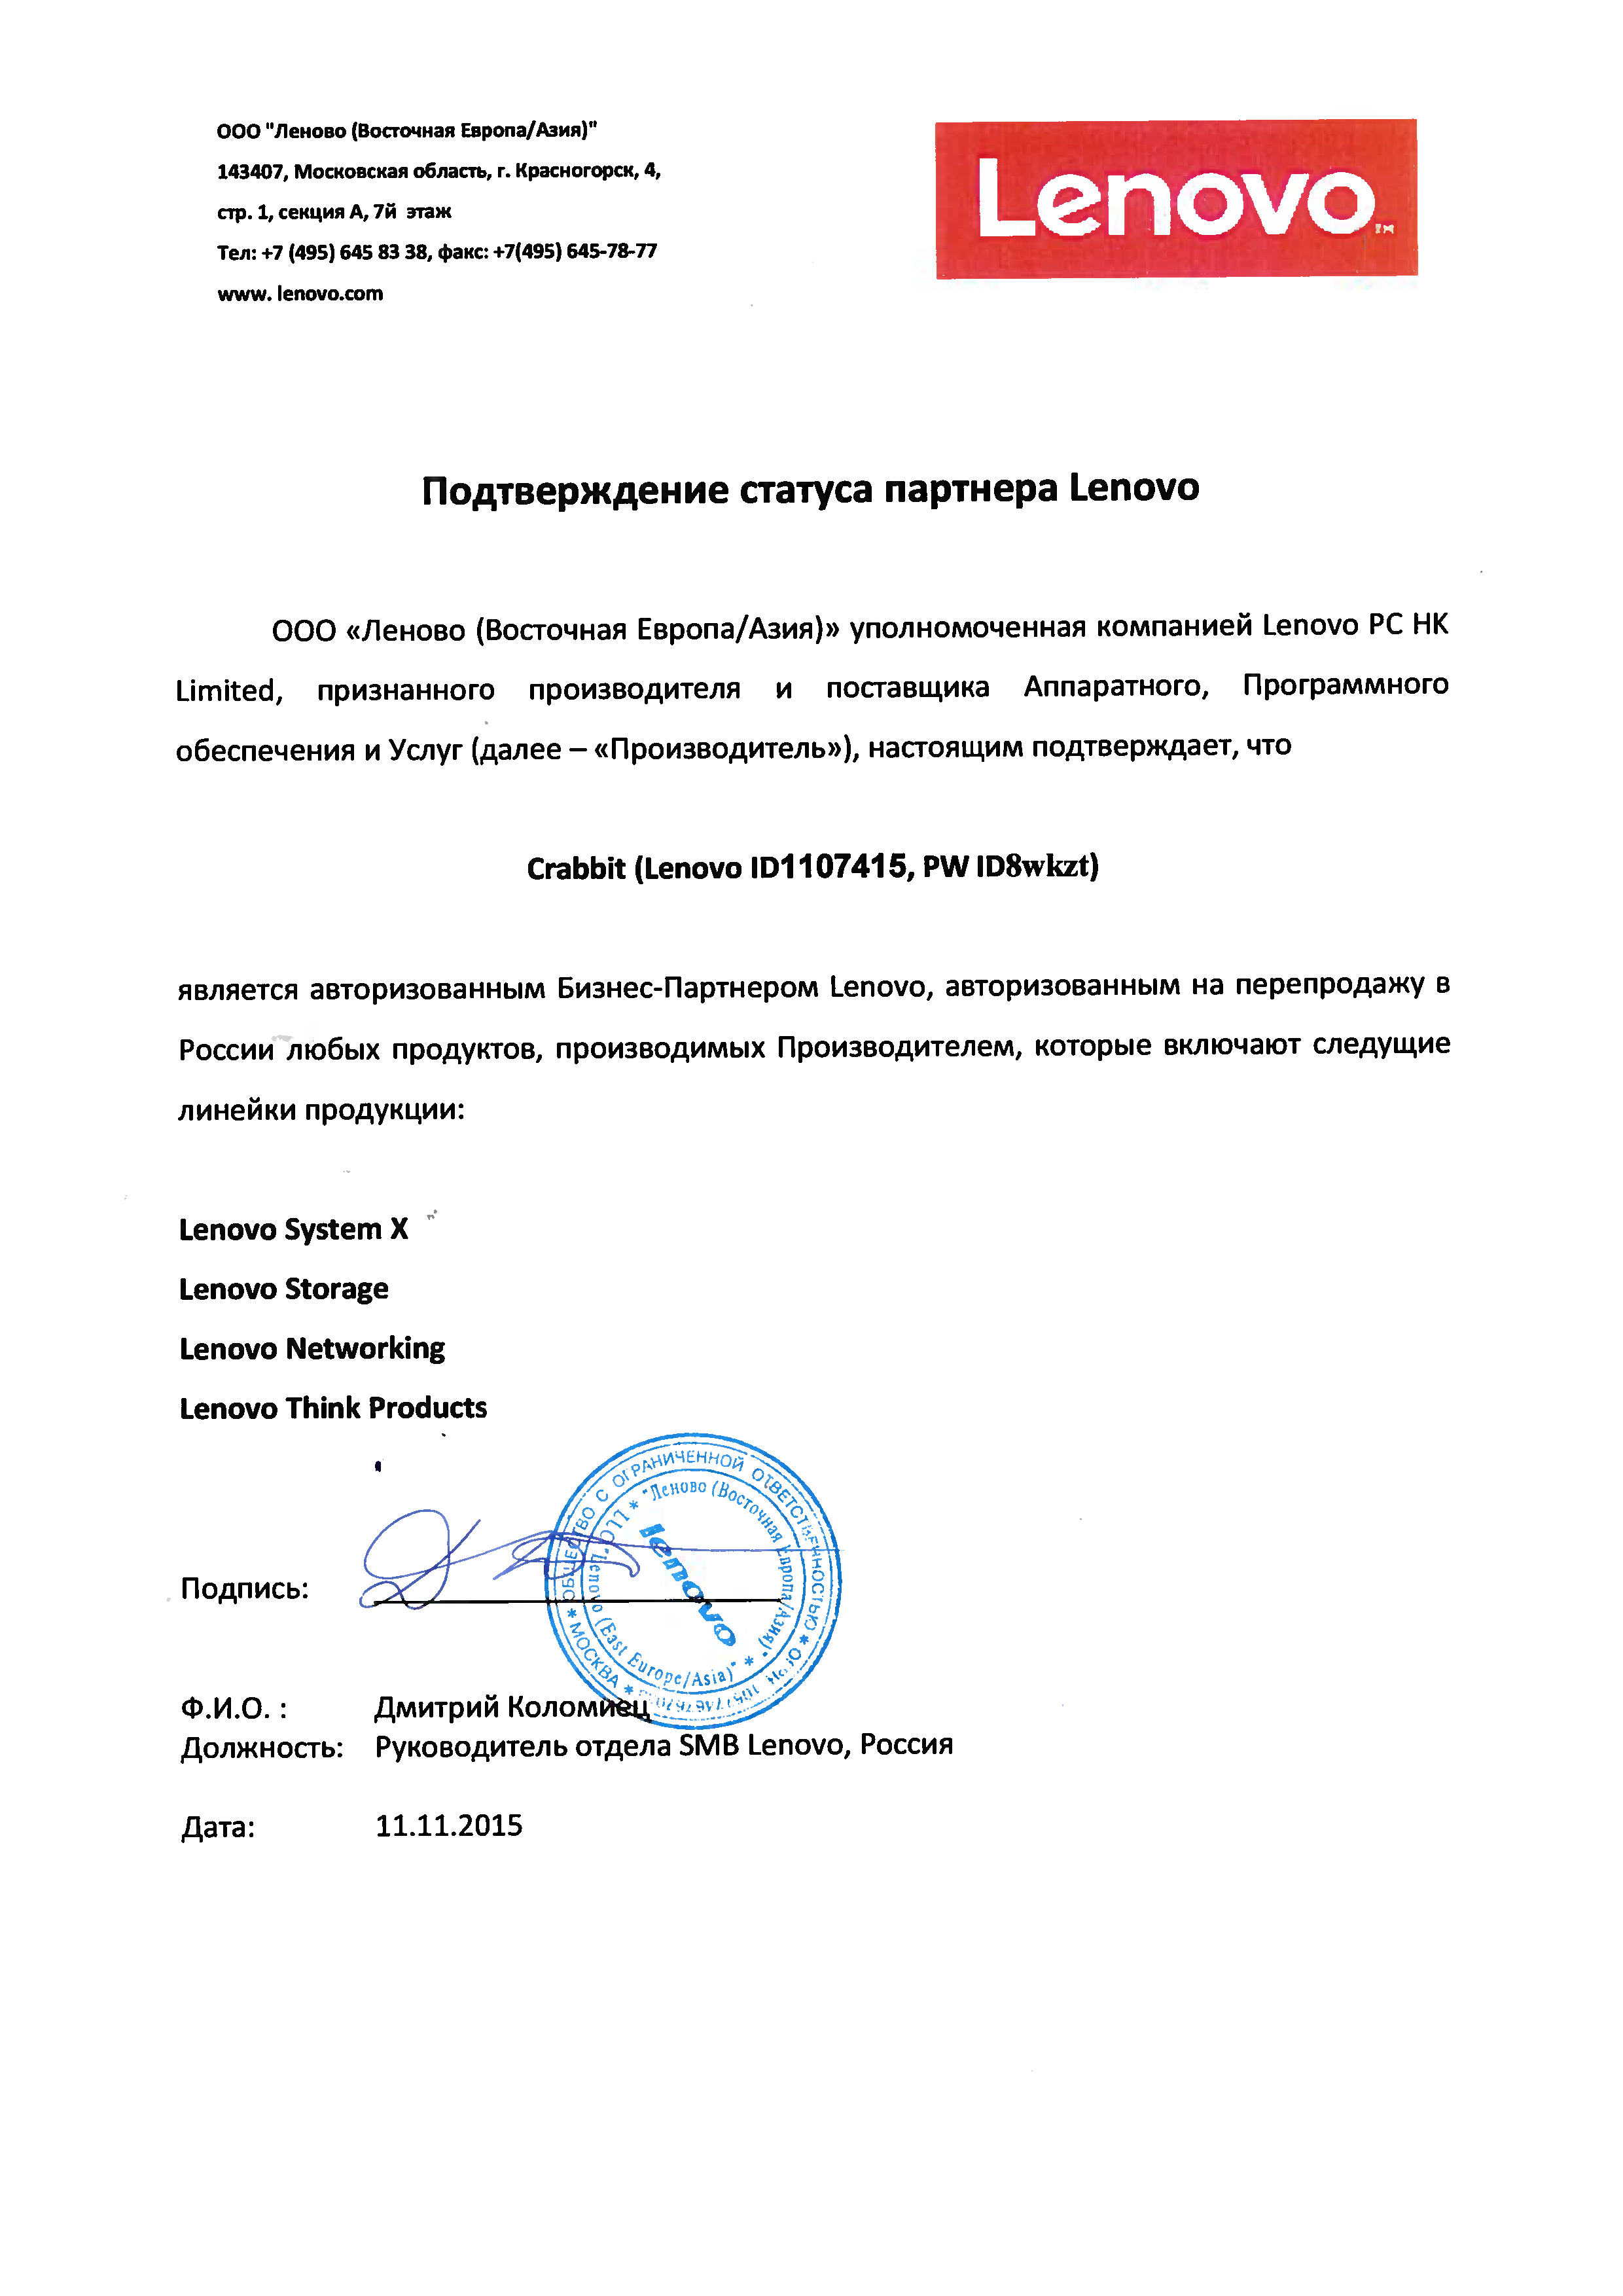 ООО "Леново (Восточная Европа/Азия)"
143407, Московская область, г. Красногорск, 4,
стр. 1, секция А, 7й этаж
Тел: +7 (495) 645 83 38, факс: +7(495) 645-78-77
www. lenovo.com
Lenovo™
Подтверждение статуса партнера Lenovo
ООО «Леново (Восточная Европа/Азия)» уполномоченная компанией Lenovo PC HK
Limited, признанного производителя и поставщика Аппаратного, Программного
обеспечения и Услуг (далее – «Производитель»), настоящим подтверждает, что
Crabbit (Lenovo ID1107415, PW ID8wkzt)
является авторизованным Бизнес-Партнером Lenovo, авторизованным на перепродажу в
России любых продуктов, производимых Производителем, которые включают следущие
линейки продукции:
Lenovo System X
Lenovo Storage
Lenovo Networking
Lenovo Think Products
Подпись:
ОБЩЕСТВО С ОГРАНИЧЕННОЙ ОТВЕТСТВЕННОСТЬЮ * * МОСКВА *
"Леново (Восточная Европа/Азия)" *
"Lenovo (East Europe/Asia)" * LLC
lenovo
Ф.И.О. : Дмитрий Коломиец
Должность: Руководитель отдела SMB Lenovo, Россия
Дата: 11.11.2015